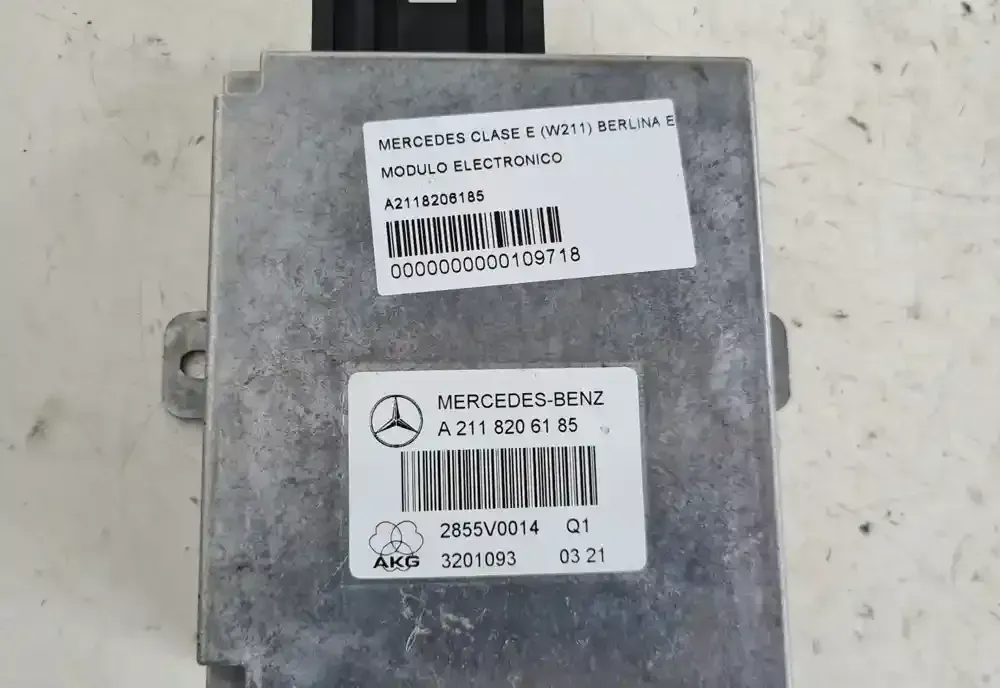 MERCEDES CLASE E (W211) BERLINA E
MODULO ELECTRONICO
A2118206185
0000000000109718
MERCEDES-BENZ
A 211 820 61 85
2855V0014 Q1
AKG 3201093 03 21